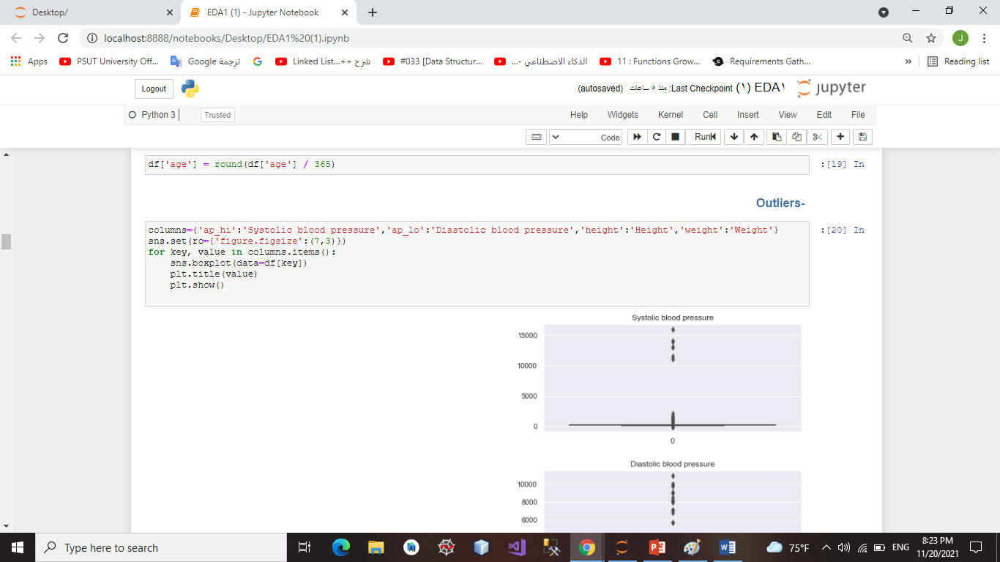 Desktop/
EDA1 (1) - Jupyter Notebook
localhost:8888/notebooks/Desktop/EDA1%20(1).ipynb
J
Apps
PSUT University Off...
Google ترجمة
Linked List...++شرح
#033 [Data Structur...
الذكاء الاصطناعي -...
11 : Functions Grow...
Requirements Gath...
»
Reading list
Logout
(autosaved) منذ ٥ ساعات :Last Checkpoint (١) EDA١
jupyter
Python 3
Trusted
Help
Widgets
Kernel
Cell
Insert
View
Edit
File
Code
Run
df['age'] = round(df['age'] / 365)
:[19] In
Outliers-
columns={'ap_hi':'Systolic blood pressure','ap_lo':'Diastolic blood pressure','height':'Height','weight':'Weight'}
:[20] In
sns.set(rc={'figure.figsize':(7,3)})
for key, value in columns.items():
sns.boxplot(data=df[key])
plt.title(value)
plt.show()
Systolic blood pressure
15000
10000
5000
0
0
Diastolic blood pressure
10000
8000
6000
Type here to search
75°F
ENG
8:23 PM
11/20/2021